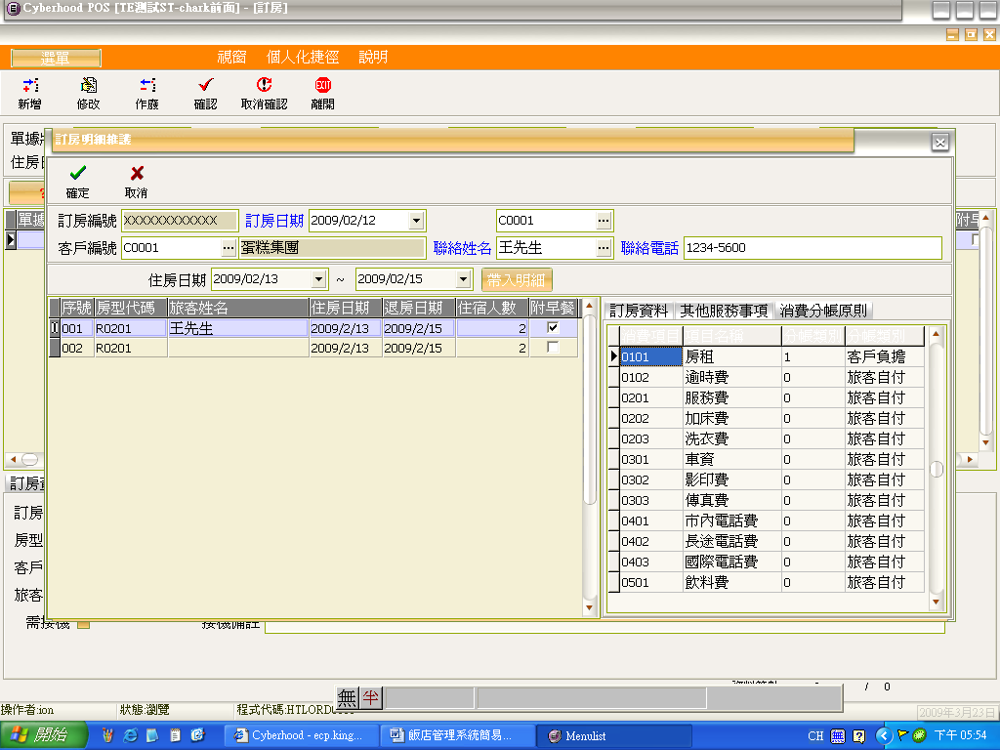 Cyberhood POS [TE測試ST-chark前面] - [訂房]
選單 視窗 個人化捷徑 說明
新增 修改 作廢 確認 取消確認 離開
單據
住房
訂房明細維護
確定 取消
訂房編號 XXXXXXXXXXXX 訂房日期 2009/02/12 C0001 ...
客戶編號 C0001 ... 蛋糕集團 聯絡姓名 王先生 ... 聯絡電話 1234-5600
住房日期 2009/02/13 ~ 2009/02/15 帶入明細
單據 附早
序號 房型代碼 旅客姓名 住房日期 退房日期 住宿人數 附早餐
001 R0201 王先生 2009/2/13 2009/2/15 2
002 R0201 2009/2/13 2009/2/15 2
訂房資料 其他服務事項 消費分帳原則
消費項目 項目名稱 分帳類別 分帳類別
0101 房租 1 客戶負擔
0102 逾時費 0 旅客自付
0201 服務費 0 旅客自付
0202 加床費 0 旅客自付
0203 洗衣費 0 旅客自付
0301 車資 0 旅客自付
0302 影印費 0 旅客自付
0303 傳真費 0 旅客自付
0401 市內電話費 0 旅客自付
0402 長途電話費 0 旅客自付
0403 國際電話費 0 旅客自付
0501 飲料費 0 旅客自付
訂房資
訂房
房型
客戶
旅客
需接機 接機備註
/ 0
無 半
操作者:ion 狀態:瀏覽 程式代碼:HTLORD 2009年3月23日
開始 Cyberhood - ecp king... 飯店管理系統簡易... Menulist CH 下午 05:54